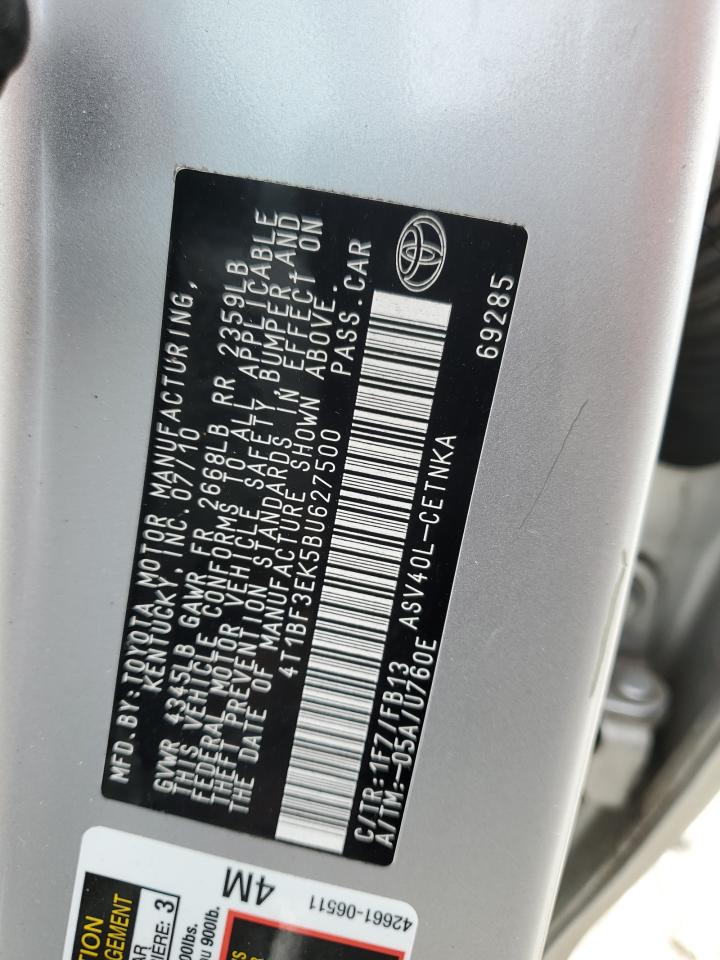 MFD.BY:TOYOTA MOTOR MANUFACTURING,
KENTUCKY, INC.07/10
GVWR 4345LB GAWR FR 2668LB RR 2359LB
THIS VEHICLE CONFORMS TO ALL APPLICABLE
FEDERAL MOTOR VEHICLE SAFETY, BUMPER, AND
THEFT PREVENTION STANDARDS IN EFFECT ON
THE DATE OF MANUFACTURE SHOWN ABOVE.
4T1BF3EK5BU627500 PASS.CAR
C/TR:1FZ/FB13 ASV40L-CETNKA
A/TM:-05A/U760E 69285
4M
42661-06511